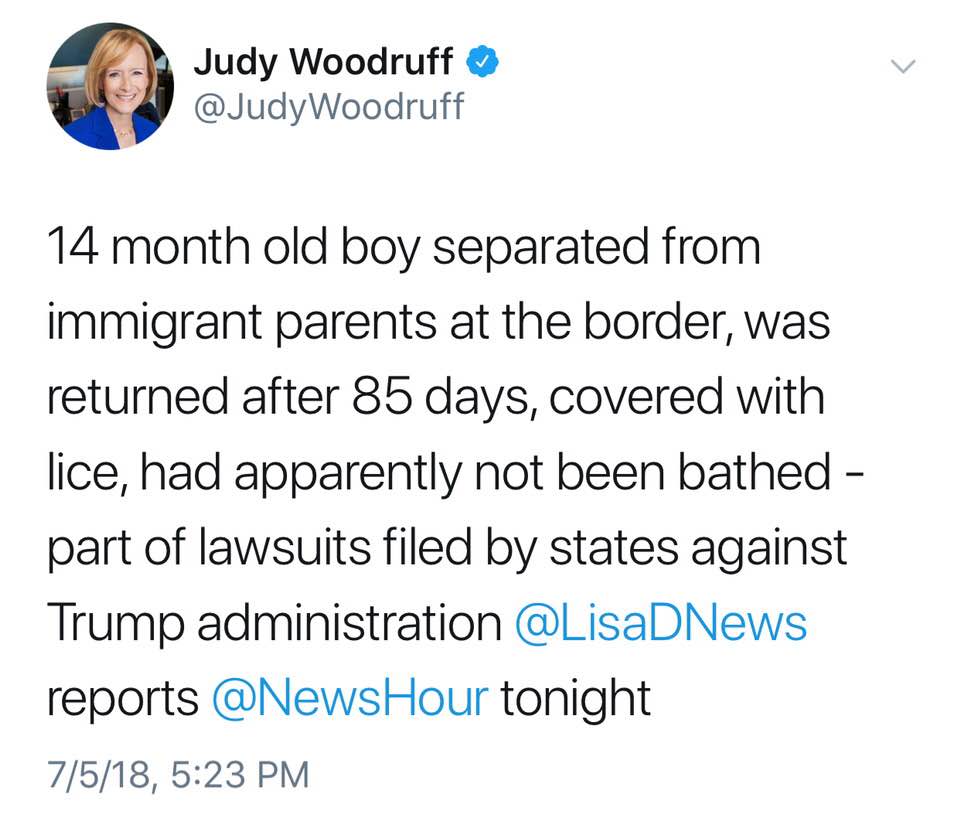 Judy Woodruff
@JudyWoodruff
14 month old boy separated from
immigrant parents at the border, was
returned after 85 days, covered with
lice, had apparently not been bathed -
part of lawsuits filed by states against
Trump administration @LisaDNews
reports @NewsHour tonight
7/5/18, 5:23 PM